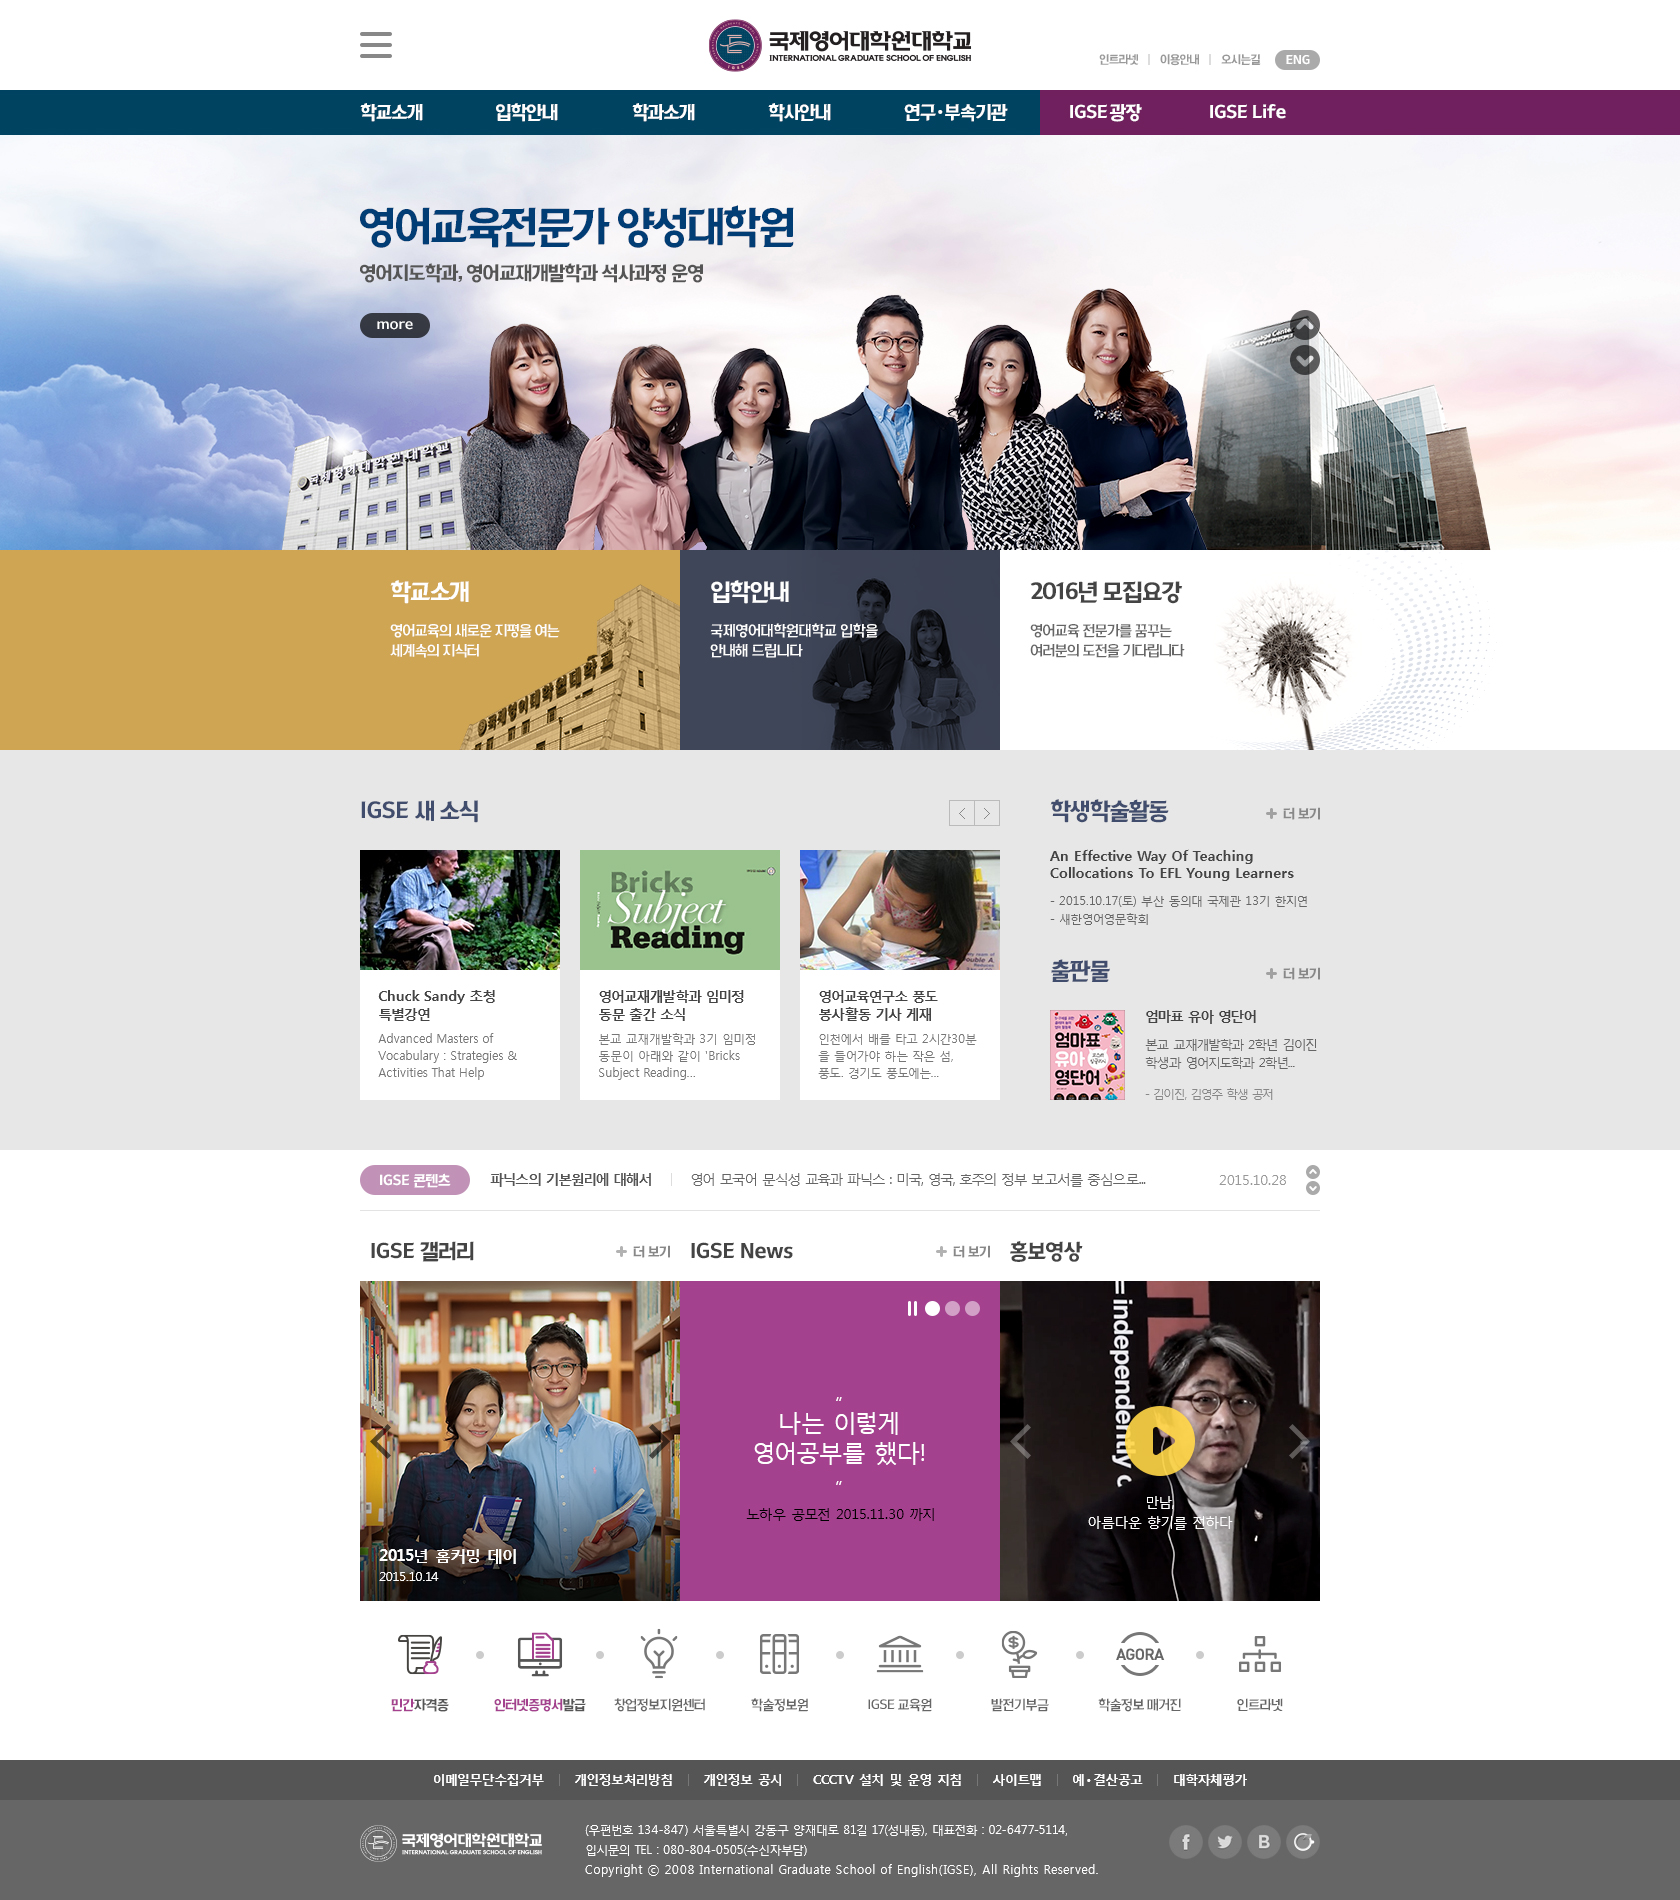 국제영어대학원대학교
INTERNATIONAL GRADUATE SCHOOL OF ENGLISH
인트라넷 이용안내 오시는길 ENG
학교소개 입학안내 학과소개 학사안내 연구·부속기관 IGSE광장 IGSE Life
영어교육전문가 양성대학원
영어지도학과, 영어교재개발학과 석사과정 운영
more
국제영어대학원대학교
학교소개
영어교육의 새로운 지평을 여는
세계속의 지식터
국제영어대학원대학교
입학안내
국제영어대학원대학교 입학을
안내해 드립니다
2016년 모집요강
영어교육 전문가를 꿈꾸는
여러분의 도전을 기다립니다
IGSE 새 소식
Bricks
Subject
Reading
Chuck Sandy 초청
특별강연
Advanced Masters of
Vocabulary : Strategies &
Activities That Help
영어교재개발학과 임미정
동문 출간 소식
본교 교재개발학과 3기 임미정
동문이 아래와 같이 'Bricks
Subject Reading...
영어교육연구소 풍도
봉사활동 기사 게재
인천에서 배를 타고 2시간30분
을 들어가야 하는 작은 섬,
풍도. 경기도 풍도에는...
학생학술활동 더 보기
An Effective Way Of Teaching
Collocations To EFL Young Learners
- 2015.10.17(토) 부산 동의대 국제관 13기 한지연
- 새한영어영문학회
출판물 더 보기
엄마표
유아
영단어
엄마표 유아 영단어
본교 교재개발학과 2학년 김이진
학생과 영어지도학과 2학년...
- 김이진, 김영주 학생 공저
IGSE 콘텐츠 파닉스의 기본원리에 대해서 영어 모국어 문식성 교육과 파닉스 : 미국, 영국, 호주의 정부 보고서를 중심으로... 2015.10.28
IGSE 갤러리 더 보기
2015년 홈커밍 데이
2015.10.14
IGSE News 더 보기
“
나는 이렇게
영어공부를 했다!
“
노하우 공모전 2015.11.30 까지
홍보영상
= independently
만남,
아름다운 향기를 전하다
AGORA
민간자격증 인터넷증명서발급 창업정보지원센터 학술정보원 IGSE 교육원 발전기부금 학술정보 매거진 인트라넷
이메일무단수집거부 개인정보처리방침 개인정보 공시 CCCTV 설치 및 운영 지침 사이트맵 예·결산공고 대학자체평가
국제영어대학원대학교
INTERNATIONAL GRADUATE SCHOOL OF ENGLISH
(우편번호 134-847) 서울특별시 강동구 양재대로 81길 17(성내동), 대표전화 : 02-6477-5114,
입시문의 TEL : 080-804-0505(수신자부담)
Copyright ⓒ 2008 International Graduate School of English(IGSE), All Rights Reserved.
f B